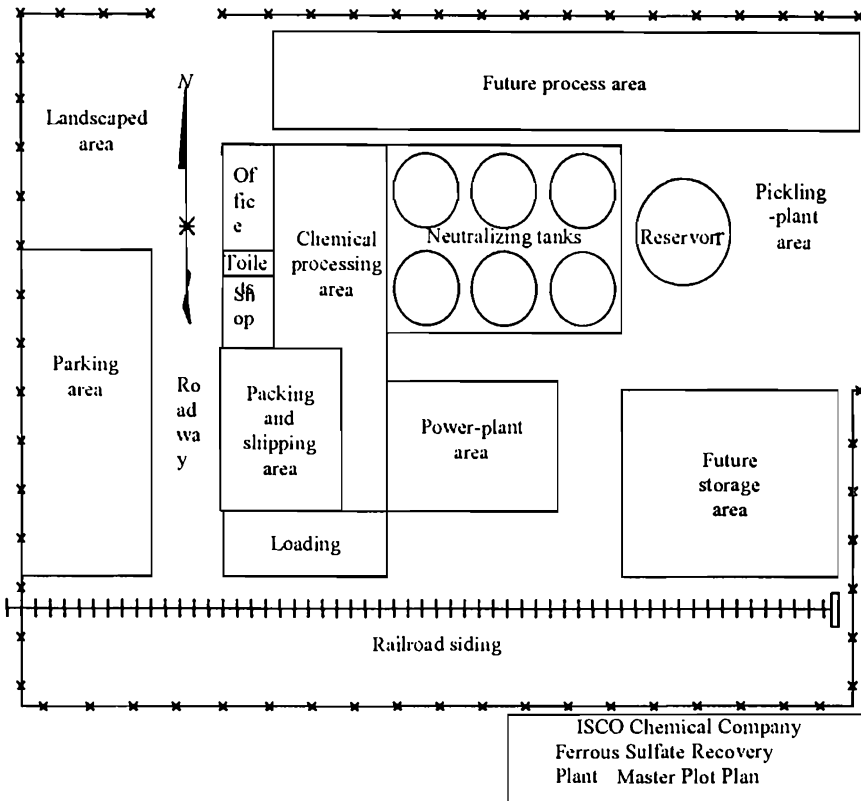 N
Landscaped
area
Future process area
Of
fic
e
Toile
ts
Sh
op
Chemical
processing
area
Neutralizing tanks
Reservorr
Pickling
-plant
area
Parking
area
Ro
ad
wa
y
Packing
and
shipping
area
Power-plant
area
Future
storage
area
Loading
Railroad siding
ISCO Chemical Company
Ferrous Sulfate Recovery
Plant Master Plot Plan